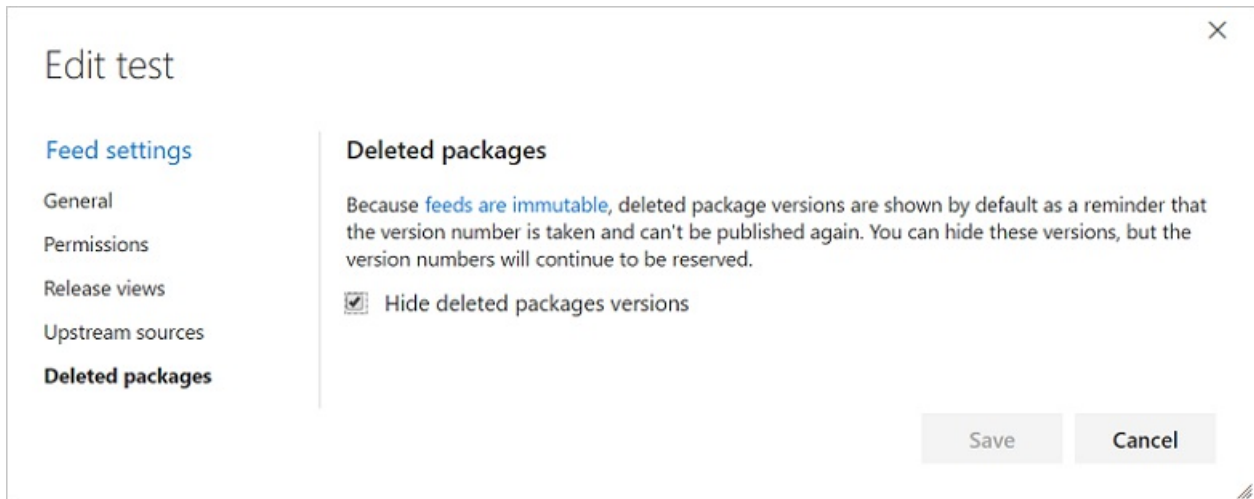 Edit test
Feed settings
General
Permissions
Release views
Upstream sources
Deleted packages
Deleted packages
Because feeds are immutable, deleted package versions are shown by default as a reminder that
the version number is taken and can't be published again. You can hide these versions, but the
version numbers will continue to be reserved.
Hide deleted packages versions
Save
Cancel